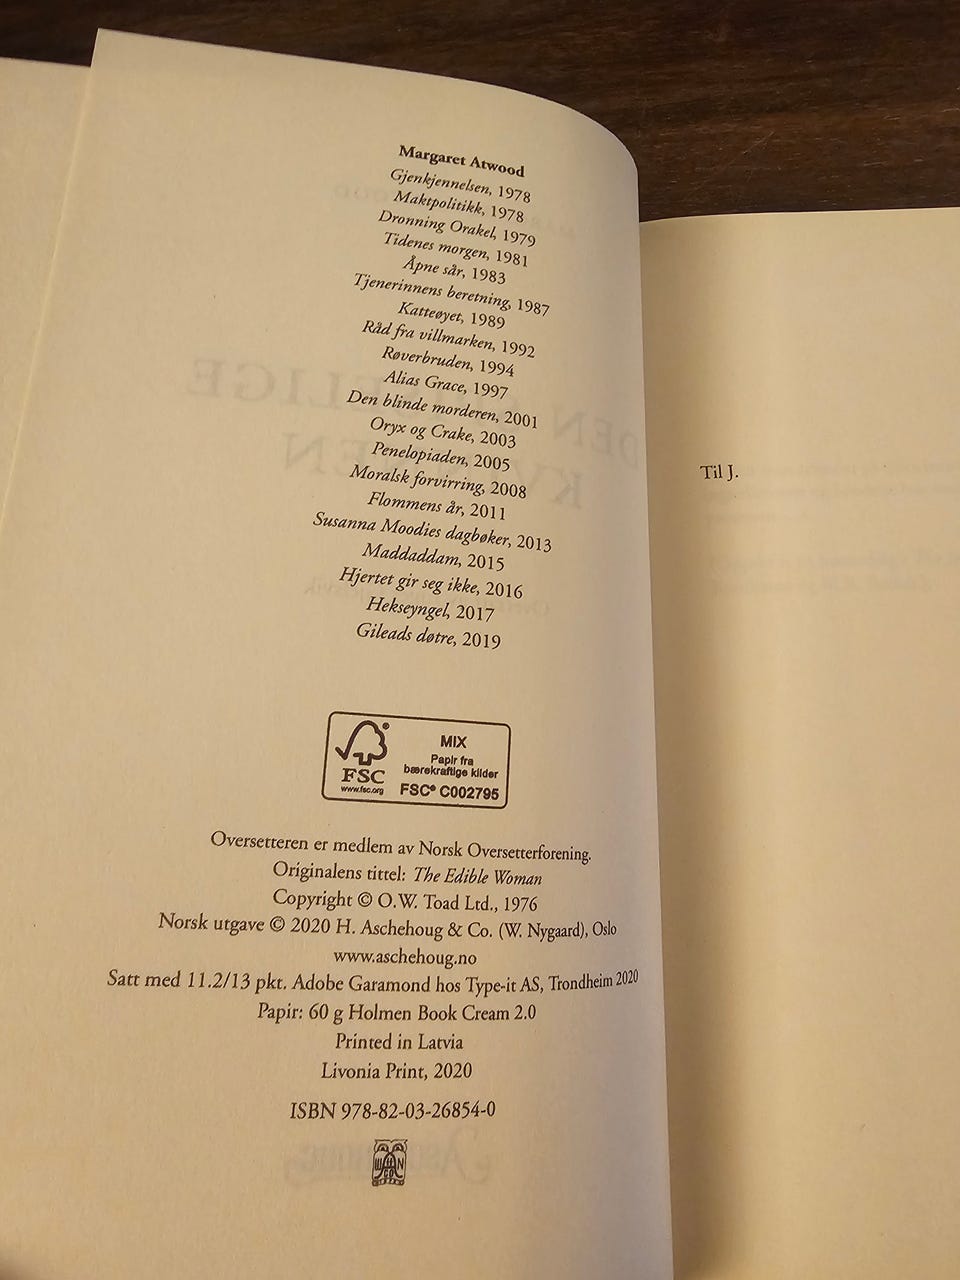 Margaret Atwood
Gjenkjennelsen, 1978
Maktpolitikk, 1978
Dronning Orakel, 1979
Tidenes morgen, 1981
Åpne sår, 1983
Tjenerinnens beretning, 1987
Katteøyet, 1989
Råd fra villmarken, 1992
Røverbruden, 1994
Alias Grace, 1997
Den blinde morderen, 2001
Oryx og Crake, 2003
Penelopiaden, 2005
Moralsk forvirring, 2008
Flommens år, 2011
Susanna Moodies dagbøker, 2013
Maddaddam, 2015
Hjertet gir seg ikke, 2016
Hekseyngel, 2017
Gileads døtre, 2019
FSC
www.fsc.org
MIX
Papir fra
bærekraftige kilder
FSC® C002795
Oversetteren er medlem av Norsk Oversetterforening.
Originalens tittel: The Edible Woman
Copyright © O.W. Toad Ltd., 1976
Norsk utgave © 2020 H. Aschehoug & Co. (W. Nygaard), Oslo
www.aschehoug.no
Satt med 11.2/13 pkt. Adobe Garamond hos Type-it AS, Trondheim 2020
Papir: 60 g Holmen Book Cream 2.0
Printed in Latvia
Livonia Print, 2020
ISBN 978-82-03-26854-0
Til J.